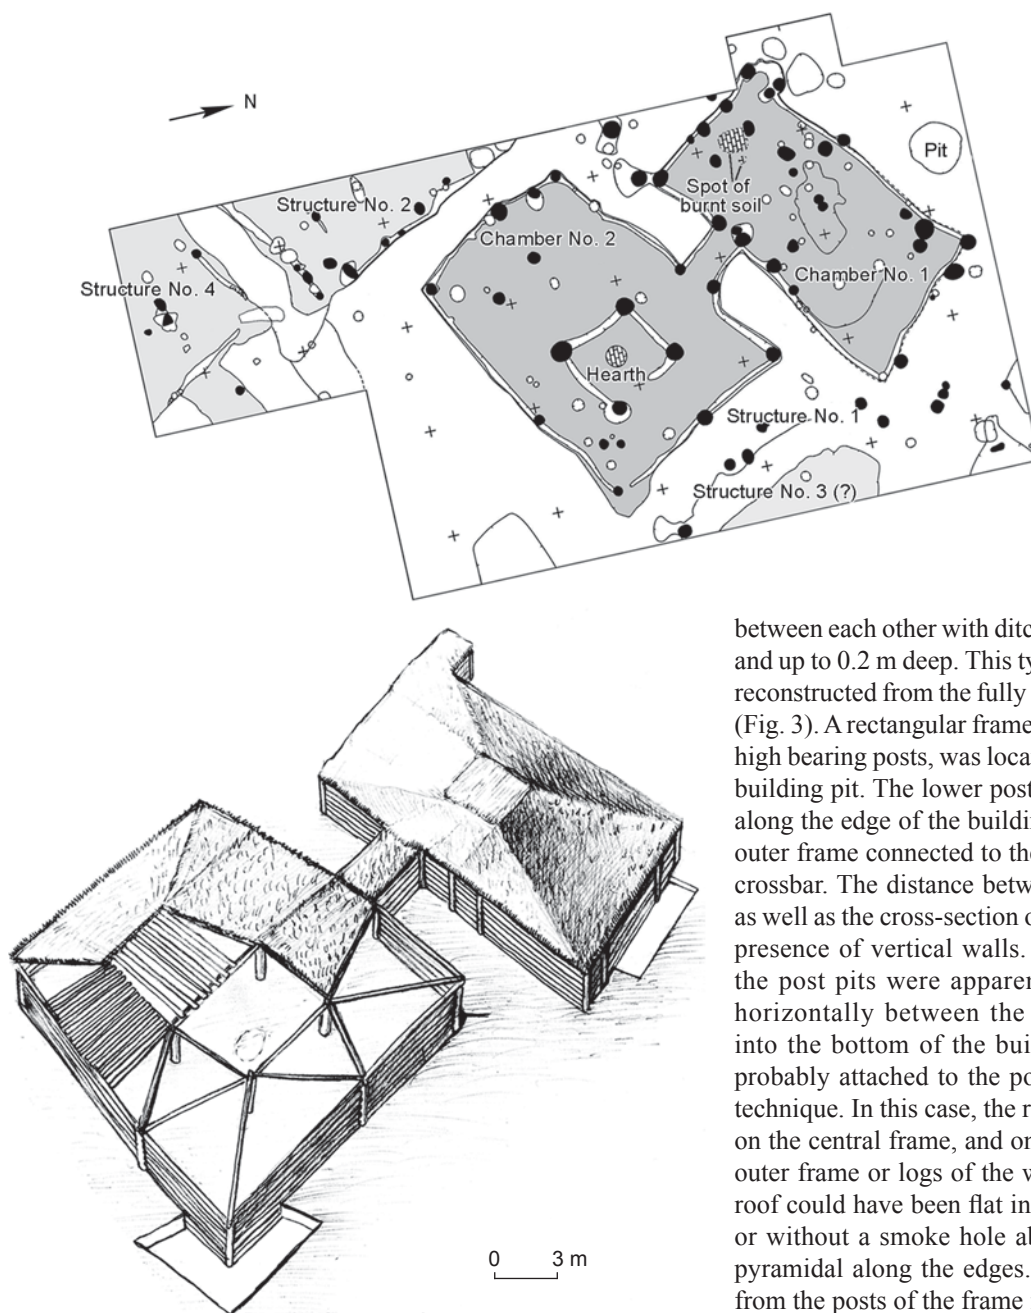 N
Pit
Structure No. 2
Spot of
burnt soil
Chamber No. 2
Chamber No. 1
Structure No. 4
Hearth
Structure No. 1
Structure No. 3 (?)
0 3 m
between each other with ditc
and up to 0.2 m deep. This ty
reconstructed from the fully
(Fig. 3). A rectangular frame
high bearing posts, was loca
building pit. The lower post
along the edge of the buildin
outer frame connected to the
crossbar. The distance betw
as well as the cross-section o
presence of vertical walls.
the post pits were apparen
horizontally between the
into the bottom of the bui
probably attached to the po
technique. In this case, the r
on the central frame, and on
outer frame or logs of the w
roof could have been flat in
or without a smoke hole ab
pyramidal along the edges.
from the posts of the frame